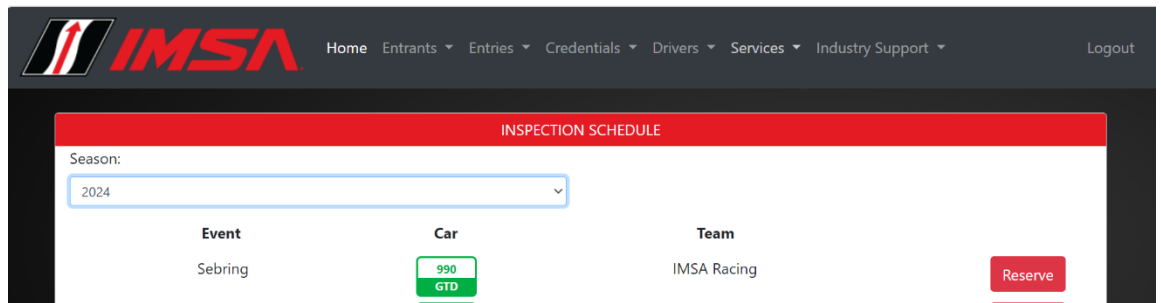 IMSA Home Entrants Entries Credentials Drivers Services Industry Support Logout
INSPECTION SCHEDULE
Season:
2024
Event Car Team
Sebring 990 IMSA Racing Reserve
GTD